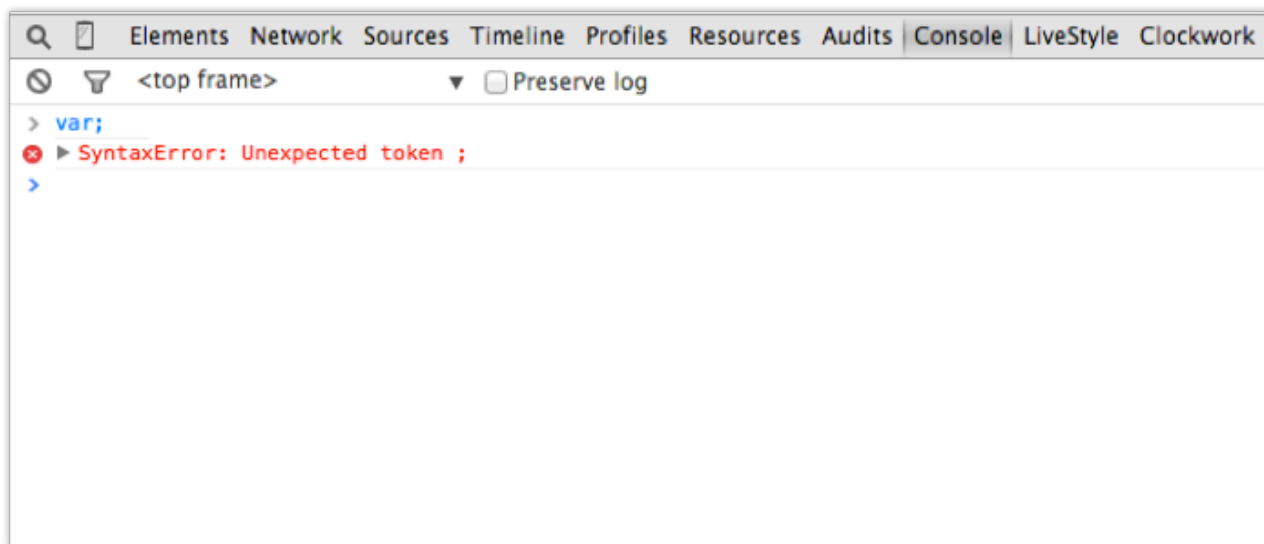 Elements Network Sources Timeline Profiles Resources Audits Console LiveStyle Clockwork
<top frame> ▼ Preserve log
> var;
▶ SyntaxError: Unexpected token ;
>